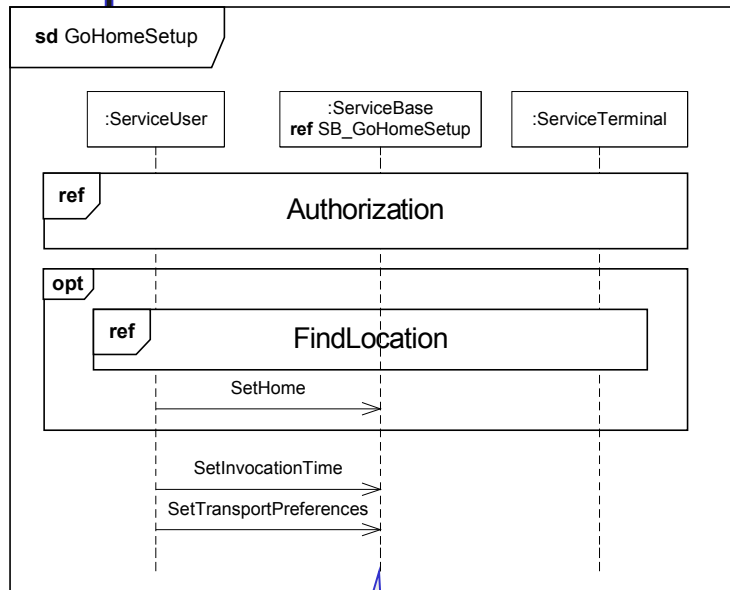 sd GoHomeSetup
:ServiceUser
:ServiceBase
ref SB_GoHomeSetup
:ServiceTerminal
ref
Authorization
opt
ref
FindLocation
SetHome
SetInvocationTime
SetTransportPreferences